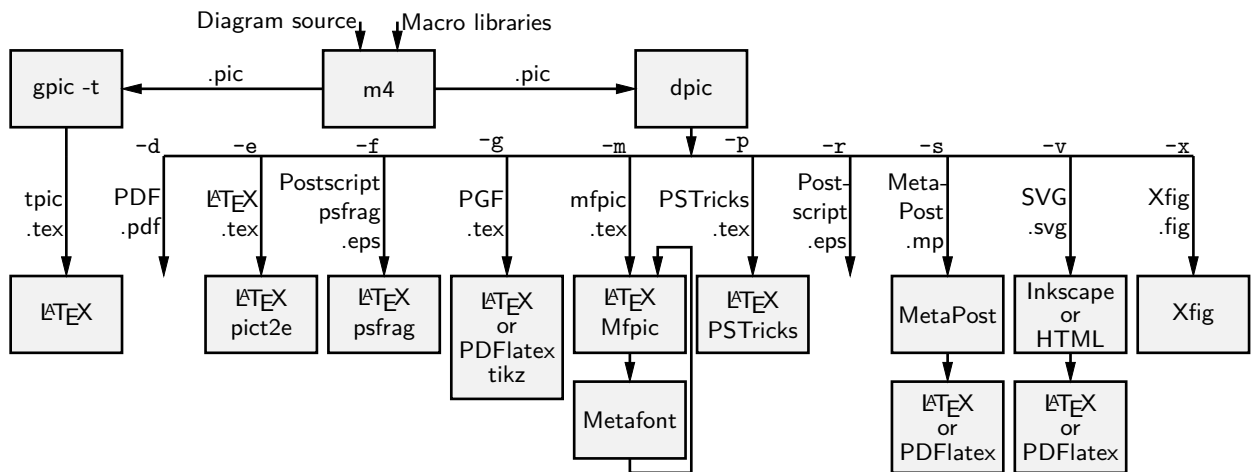 Diagram source
Macro libraries
gpic -t
.pic
m4
.pic
dpic
-d
-e
-f
-g
-m
-p
-r
-s
-v
-x
tpic
.tex
PDF
.pdf
LATEX
.tex
Postscript
psfrag
.eps
PGF
.tex
mfpic
.tex
PSTricks
.tex
Post-
script
.eps
Meta-
Post
.mp
SVG
.svg
Xfig
.fig
LATEX
LATEX
pict2e
LATEX
psfrag
LATEX
or
PDFlatex
tikz
LATEX
Mfpic
LATEX
PSTricks
MetaPost
Inkscape
or
HTML
Xfig
Metafont
LATEX
or
PDFlatex
LATEX
or
PDFlatex